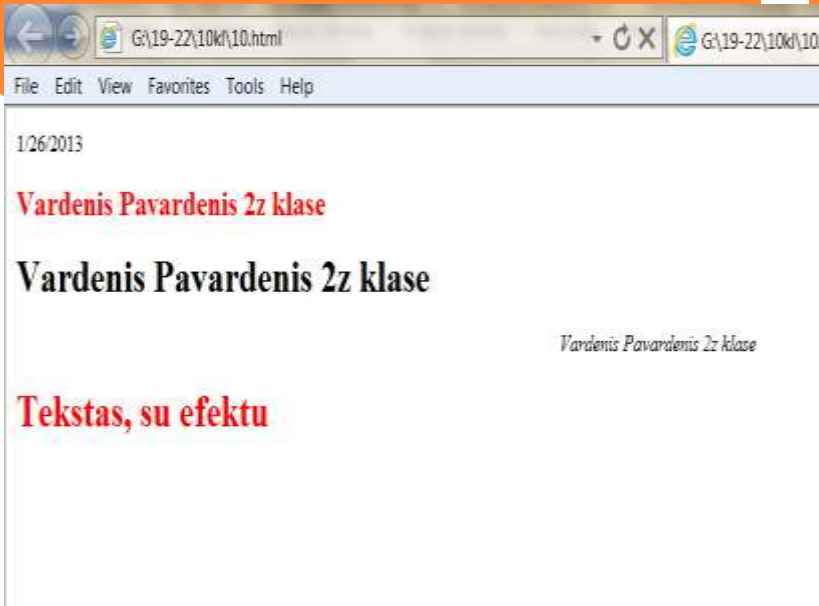 G:\19-22\10kl\10.html
G:\19-22\10kl\10.
File Edit View Favorites Tools Help
1/26/2013
Vardenis Pavardenis 2z klase
Vardenis Pavardenis 2z klase
Vardenis Pavardenis 2z klase
Tekstas, su efektu